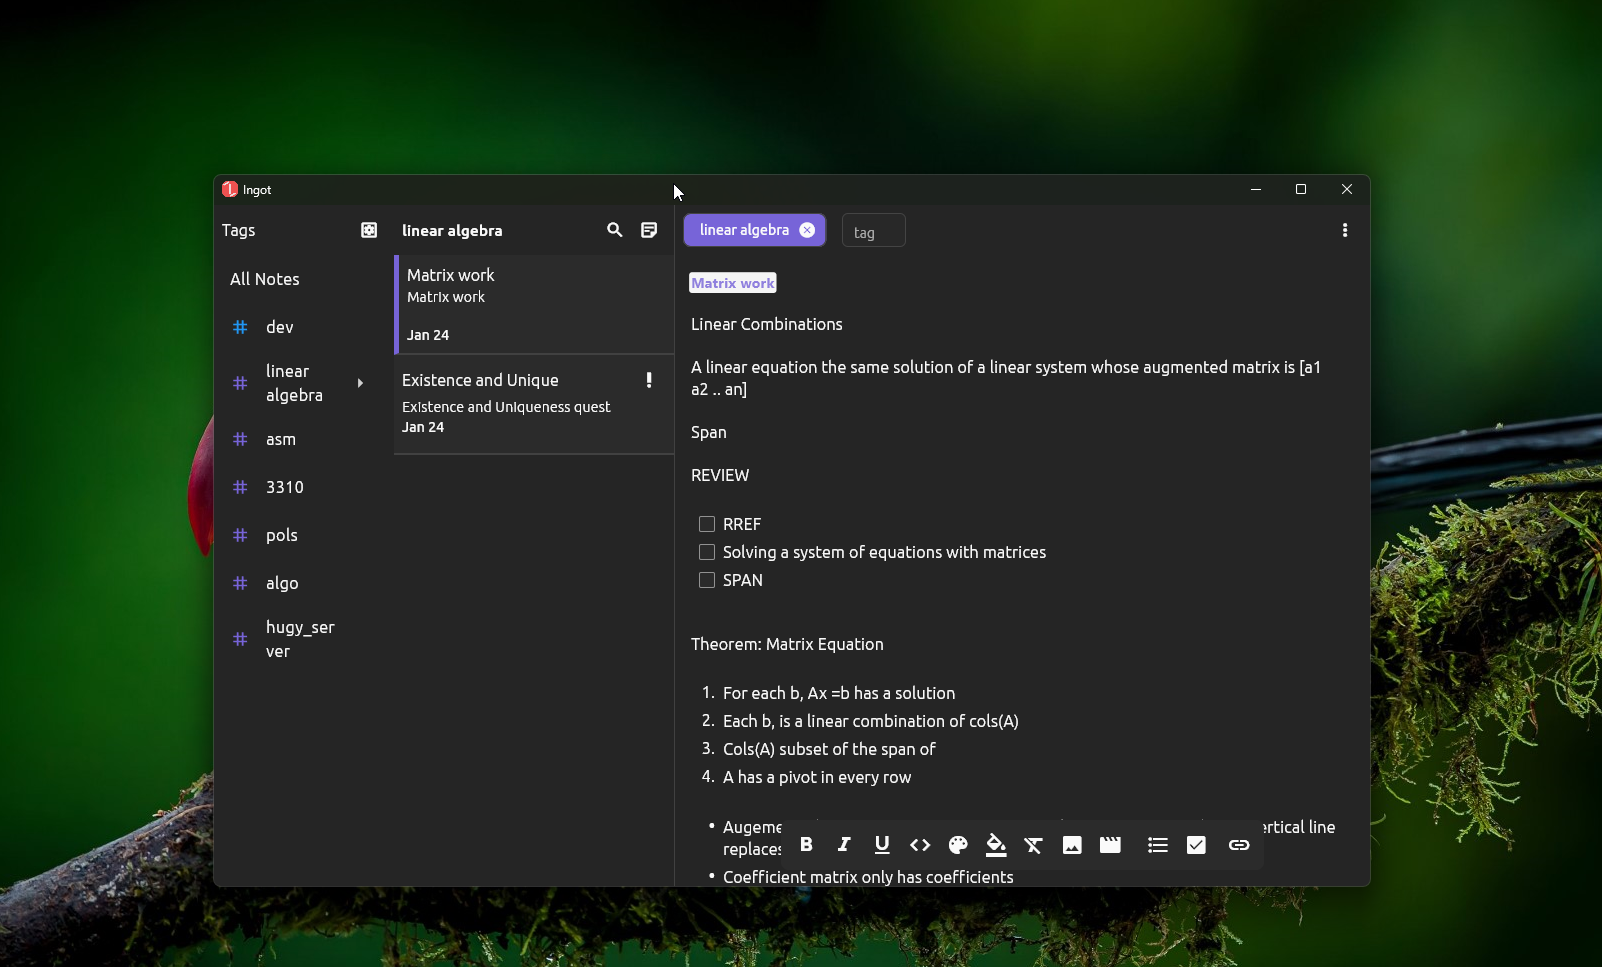 Ingot
Tags
All Notes
dev
linear
algebra
asm
3310
pols
algo
hugy_ser
ver
linear algebra
Matrix work
Matrix work
Jan 24
Existence and Unique
Existence and Uniqueness quest
Jan 24
linear algebra
tag
Matrix work
Linear Combinations
A linear equation the same solution of a linear system whose augmented matrix is [a1
a2 .. an]
Span
REVIEW
RREF
Solving a system of equations with matrices
SPAN
Theorem: Matrix Equation
1. For each b, Ax =b has a solution
2. Each b, is a linear combination of cols(A)
3. Cols(A) subset of the span of
4. A has a pivot in every row
• Augeme ertical line
replaces
B I U
• Coefficient matrix only has coefficients